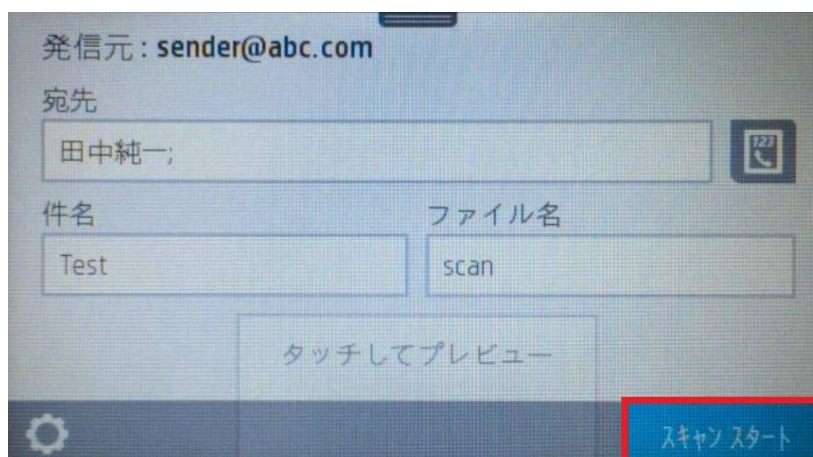 発信元 : sender@abc.com
宛先
田中純一;
123
件名 ファイル名
Test scan
タッチしてプレビュー
スキャン スタート